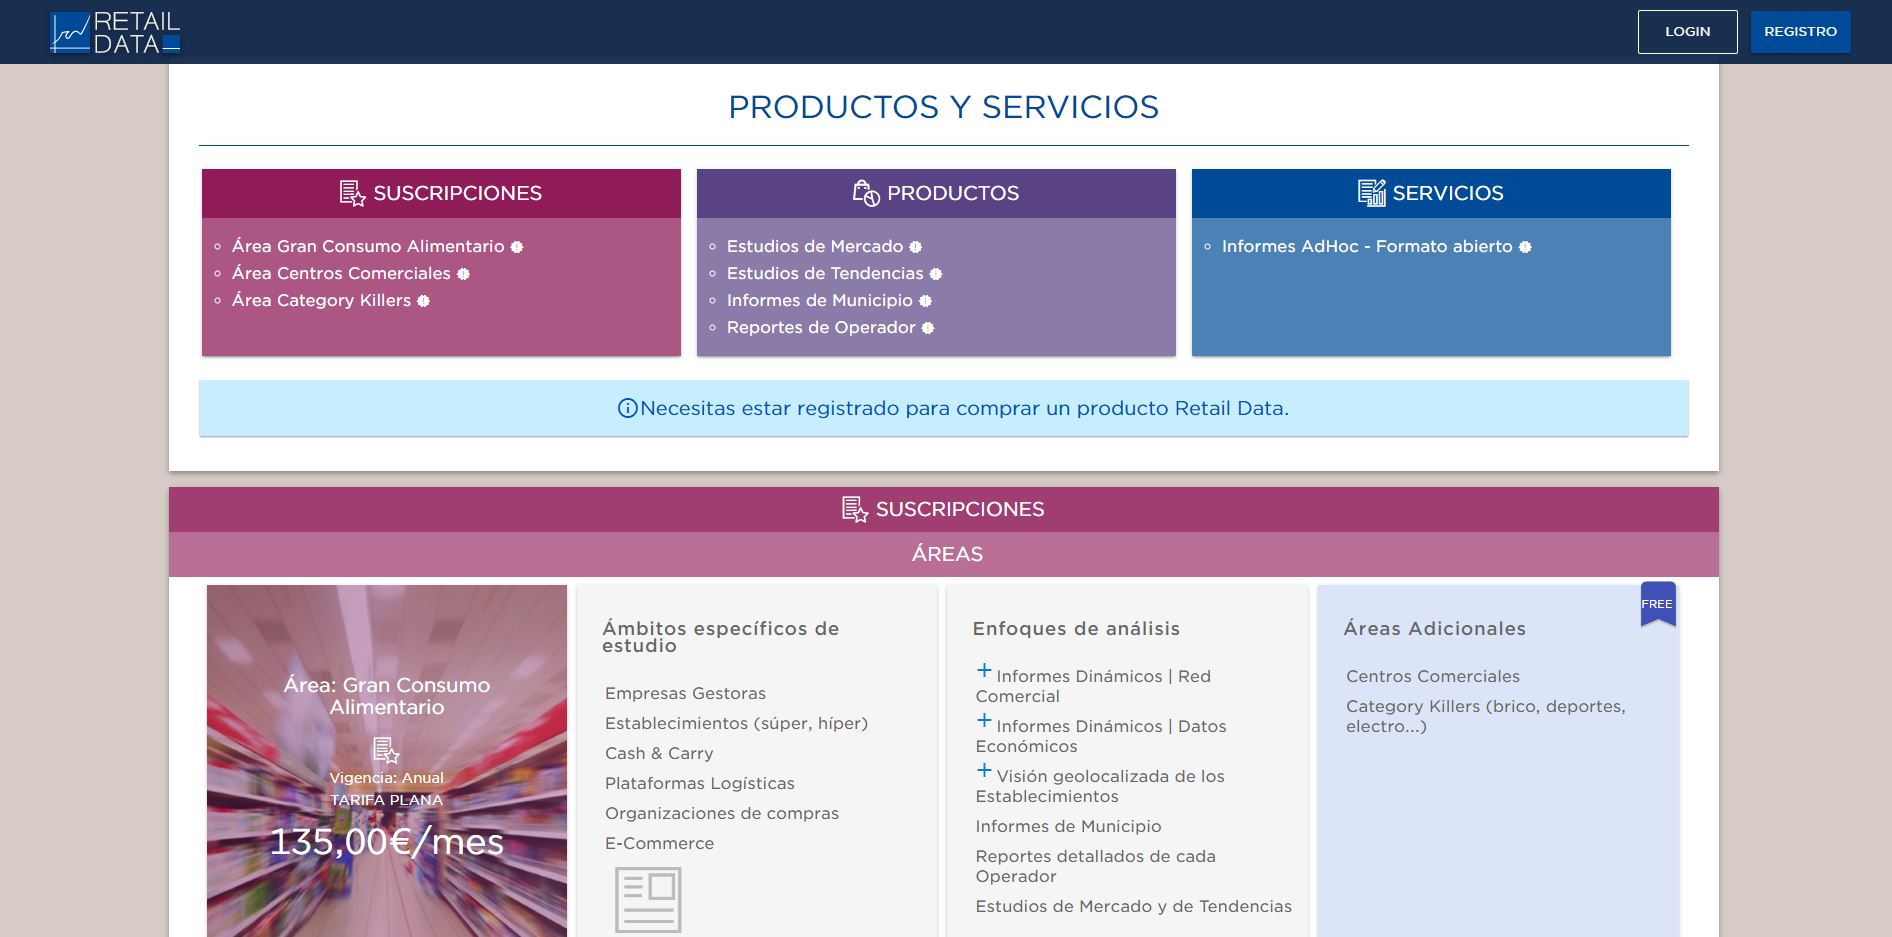 RETAIL
DATA
LOGIN
REGISTRO
PRODUCTOS Y SERVICIOS
SUSCRIPCIONES
Área Gran Consumo Alimentario
Área Centros Comerciales
Área Category Killers
PRODUCTOS
Estudios de Mercado
Estudios de Tendencias
Informes de Municipio
Reportes de Operador
SERVICIOS
Informes AdHoc - Formato abierto
Necesitas estar registrado para comprar un producto Retail Data.
SUSCRIPCIONES
ÁREAS
Área: Gran Consumo
Alimentario
Vigencia: Anual
TARIFA PLANA
135,00€/mes
Ámbitos específicos de
estudio
Empresas Gestoras
Establecimientos (súper, híper)
Cash & Carry
Plataformas Logísticas
Organizaciones de compras
E-Commerce
Enfoques de análisis
+ Informes Dinámicos | Red
Comercial
+ Informes Dinámicos | Datos
Económicos
+ Visión geolocalizada de los
Establecimientos
Informes de Municipio
Reportes detallados de cada
Operador
Estudios de Mercado y de Tendencias
FREE
Áreas Adicionales
Centros Comerciales
Category Killers (brico, deportes,
electro...)